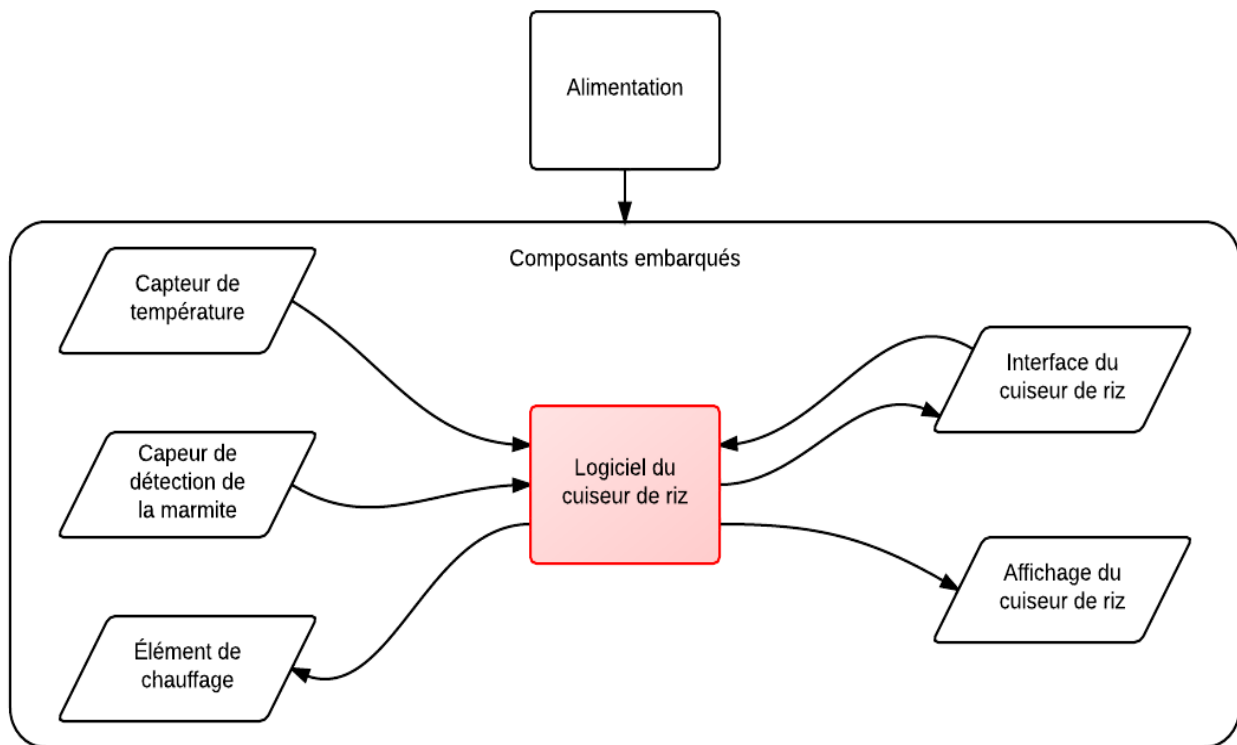 Alimentation
Composants embarqués
Capteur de
température
Capeur de
détection de
la marmite
Élément de
chauffage
Logiciel du
cuiseur de riz
Interface du
cuiseur de riz
Affichage du
cuiseur de riz